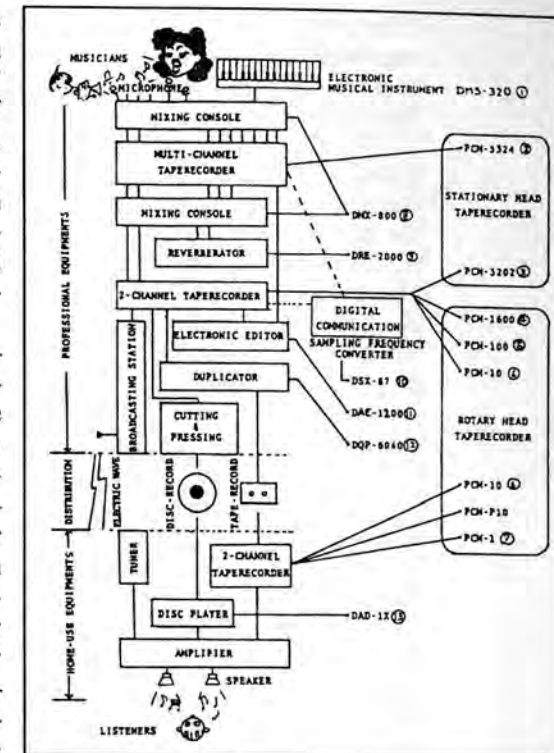 MUSICIANS
MICROPHONE
ELECTRONIC
MUSICAL INSTRUMENT DMS-320 ①
MIXING CONSOLE
MULTI-CHANNEL
TAPERECORDER
PCM-3324 ②
STATIONARY HEAD
TAPERECORDER
MIXING CONSOLE
DMX-800 ⑧
REVERBERATOR
DRE-2000 ⑨
PCM-3202 ③
2-CHANNEL TAPERECORDER
DIGITAL
COMMUNICATION
PCM-1600 ④
SAMPLING FREQUENCY
CONVERTER
PCM-100 ⑤
ELECTRONIC EDITOR
PCM-10 ⑥
DUPLICATOR
DSX-87 ⑩
CUTTING
&
PRESSING
DAE-1200 ⑪
ROTARY HEAD
TAPERECORDER
DQP-6040 ⑫
BROADCASTING STATION
PROFESSIONAL EQUIPMENTS
DISTRIBUTION
ELECTRIC WAVE
DISC-RECORD
TAPE-RECORD
PCM-10 ⑥
PCM-P10
PCM-1 ⑦
TUNER
2-CHANNEL
TAPERECORDER
DISC PLAYER
DAD-1X
HOME-USE EQUIPMENTS
AMPLIFIER
SPEAKER
LISTENERS